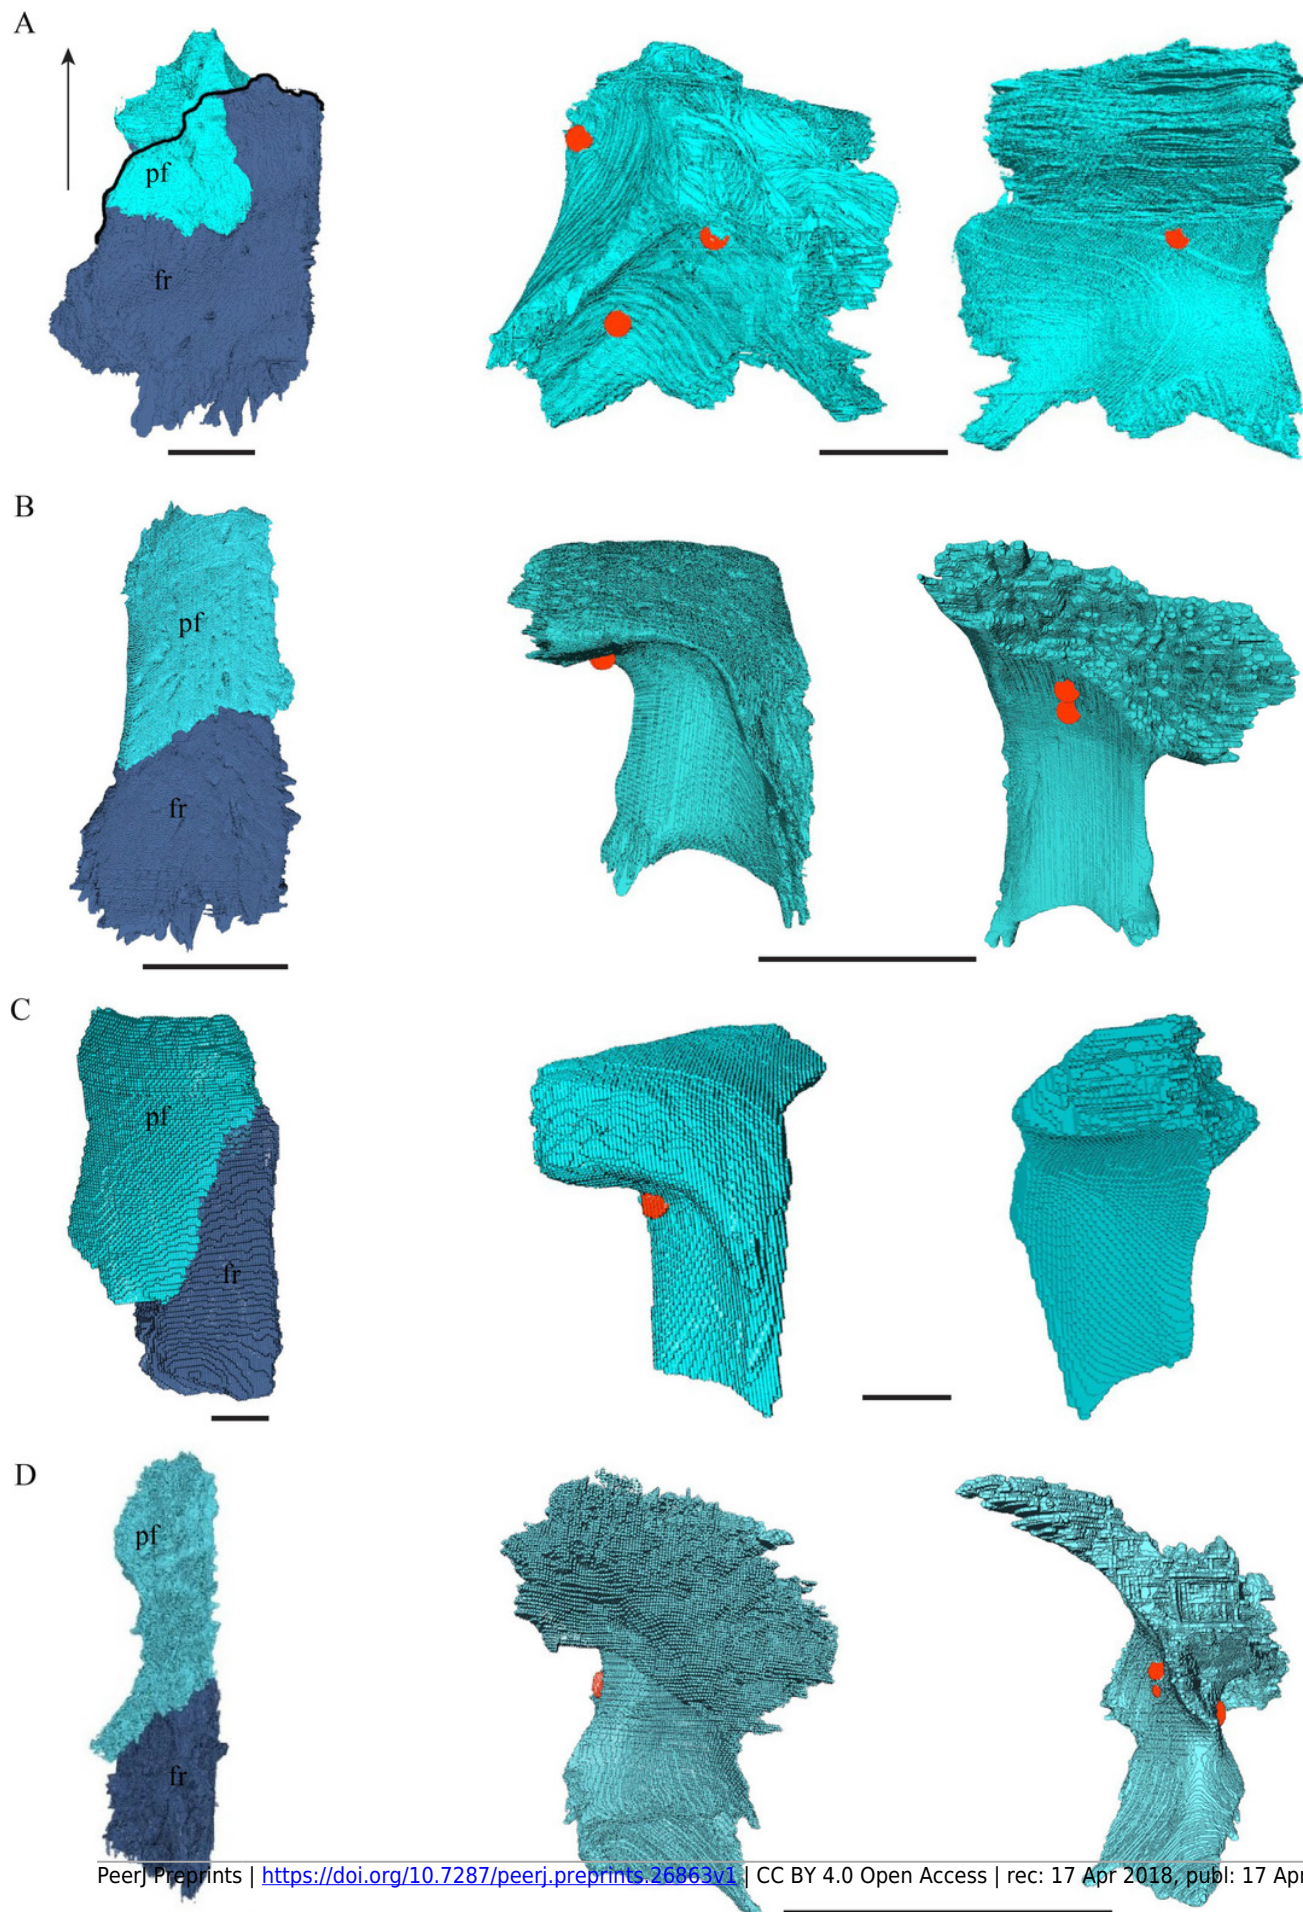 A
pf
fr
B
pf
fr
C
pf
fr
D
pf
fr
PeerJ Preprints | https://doi.org/10.7287/peerj.preprints.26863v1 | CC BY 4.0 Open Access | rec: 17 Apr 2018, publ: 17 Apr